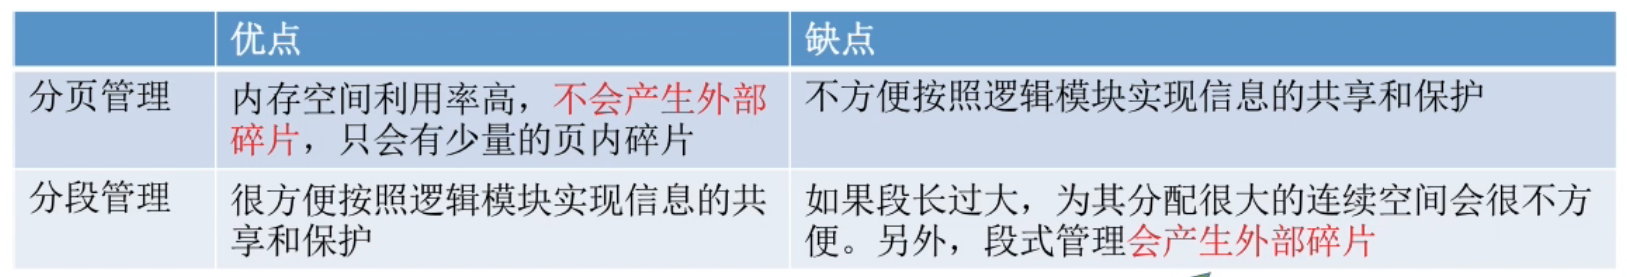 优点
缺点
分页管理
内存空间利用率高，不会产生外部
碎片，只会有少量的页内碎片
不方便按照逻辑模块实现信息的共享和保护
分段管理
很方便按照逻辑模块实现信息的共
享和保护
如果段长过大，为其分配很大的连续空间会很不方
便。另外，段式管理会产生外部碎片